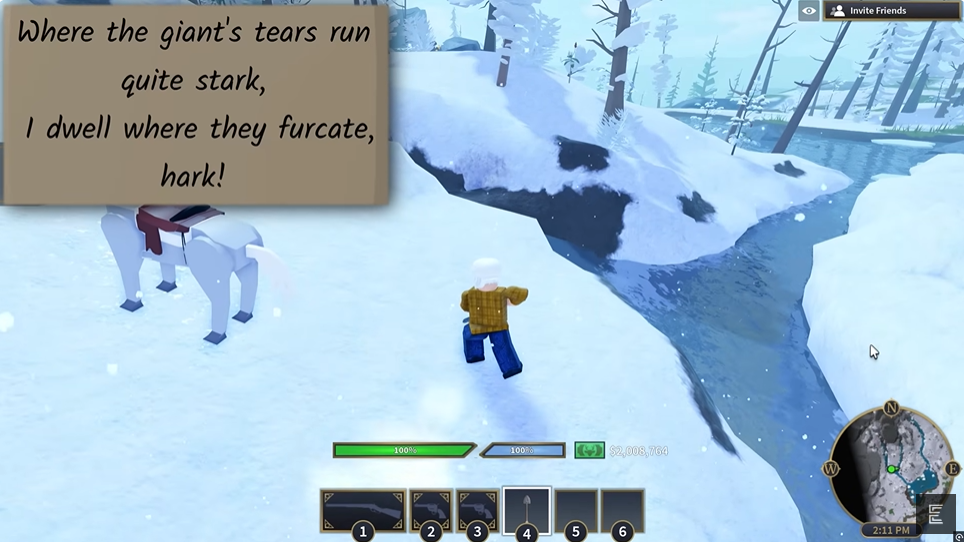 Where the giant's tears run
quite stark,
I dwell where they furcate,
hark!
Invite Friends
N
W
E
100%
100%
$2,008,764
1
2
3
4
5
6
E
2:11 PM